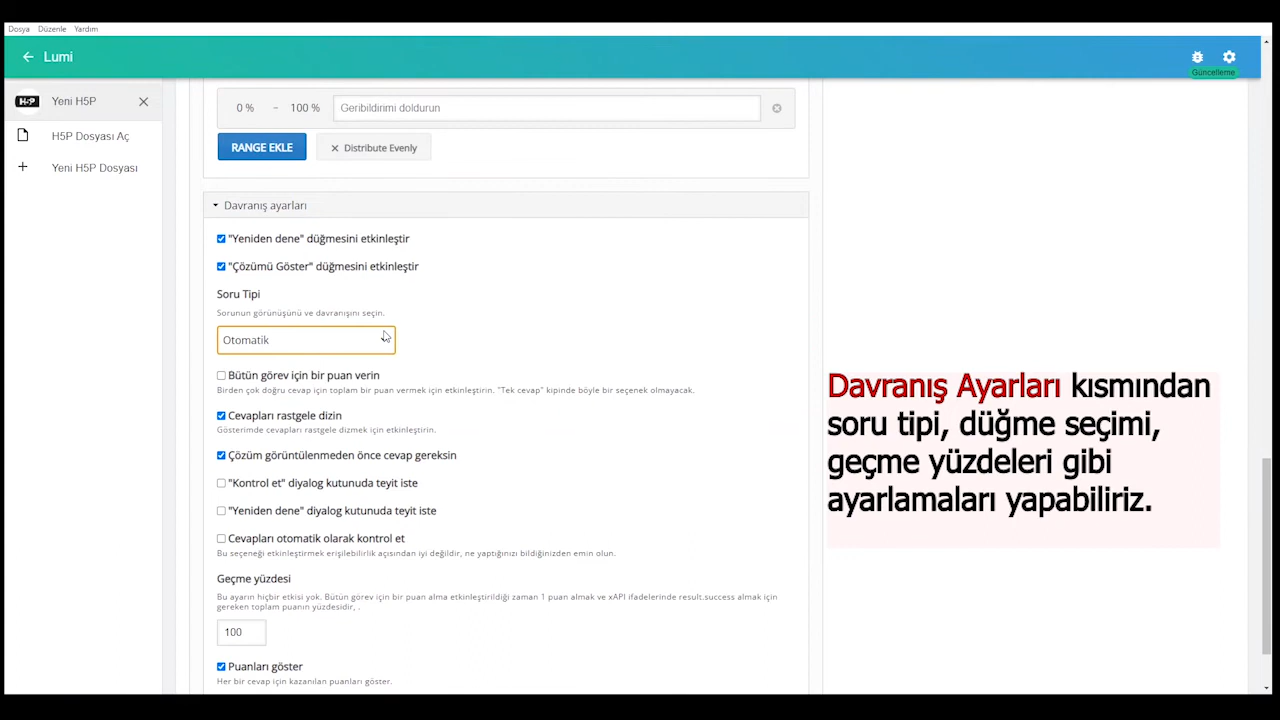 Dosya Düzenle Yardım
Lumi
Güncelleme
H-P Yeni H5P
H5P Dosyası Aç
Yeni H5P Dosyası
0 % – 100 % Geribildirimi doldurun
RANGE EKLE Distribute Evenly
Davranış ayarları
"Yeniden dene" düğmesini etkinleştir
"Çözümü Göster" düğmesini etkinleştir
Soru Tipi
Sorunun görünüşünü ve davranışını seçin.
Otomatik
Bütün görev için bir puan verin
Birden çok doğru cevap için toplam bir puan vermek için etkinleştirin. "Tek cevap" kipinde böyle bir seçenek olmayacak.
Cevapları rastgele dizin
Gösterimde cevapları rastgele dizmek için etkinleştirin.
Çözüm görüntülenmeden önce cevap gereksin
"Kontrol et" diyalog kutunuda teyit iste
"Yeniden dene" diyalog kutunuda teyit iste
Cevapları otomatik olarak kontrol et
Bu seçeneği etkinleştirmek erişilebilirlik açısından iyi değildir, ne yaptığınızı bildiğinizden emin olun.
Geçme yüzdesi
Bu ayarın hiçbir etkisi yok. Bütün görev için bir puan alma etkinleştirildiği zaman 1 puan almak ve xAPI ifadelerinde result.success almak için
gereken toplam puanın yüzdesidir, .
100
Puanları göster
Her bir cevap için kazanılan puanları göster.
Davranış Ayarları kısmından
soru tipi, düğme seçimi,
geçme yüzdeleri gibi
ayarlamaları yapabiliriz.